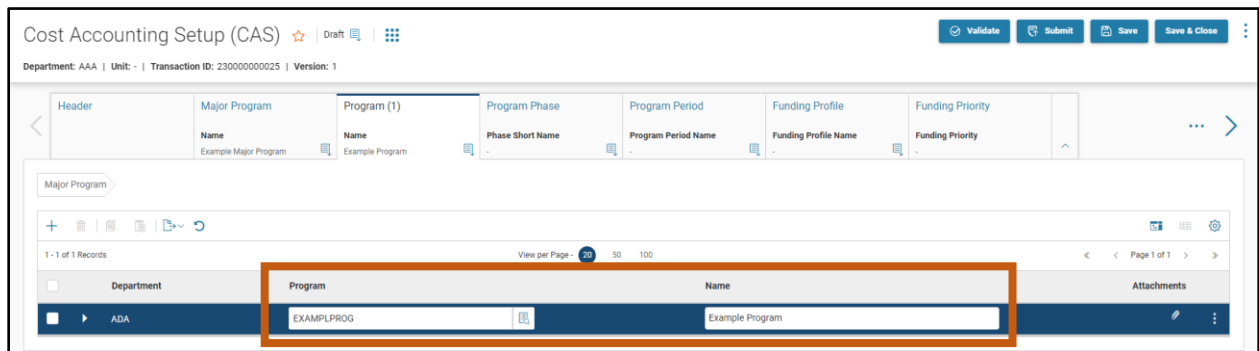 Cost Accounting Setup (CAS) Draft Validate Submit Save Save & Close
Department: AAA | Unit: - | Transaction ID: 230000000025 | Version: 1
Header Major Program Program (1) Program Phase Program Period Funding Profile Funding Priority
Name Name Phase Short Name Program Period Name Funding Profile Name Funding Priority
Example Major Program Example Program - - - -
Major Program
1 - 1 of 1 Records View per Page - 20 50 100 Page 1 of 1
Department Program Name Attachments
ADA EXAMPLPROG Example Program